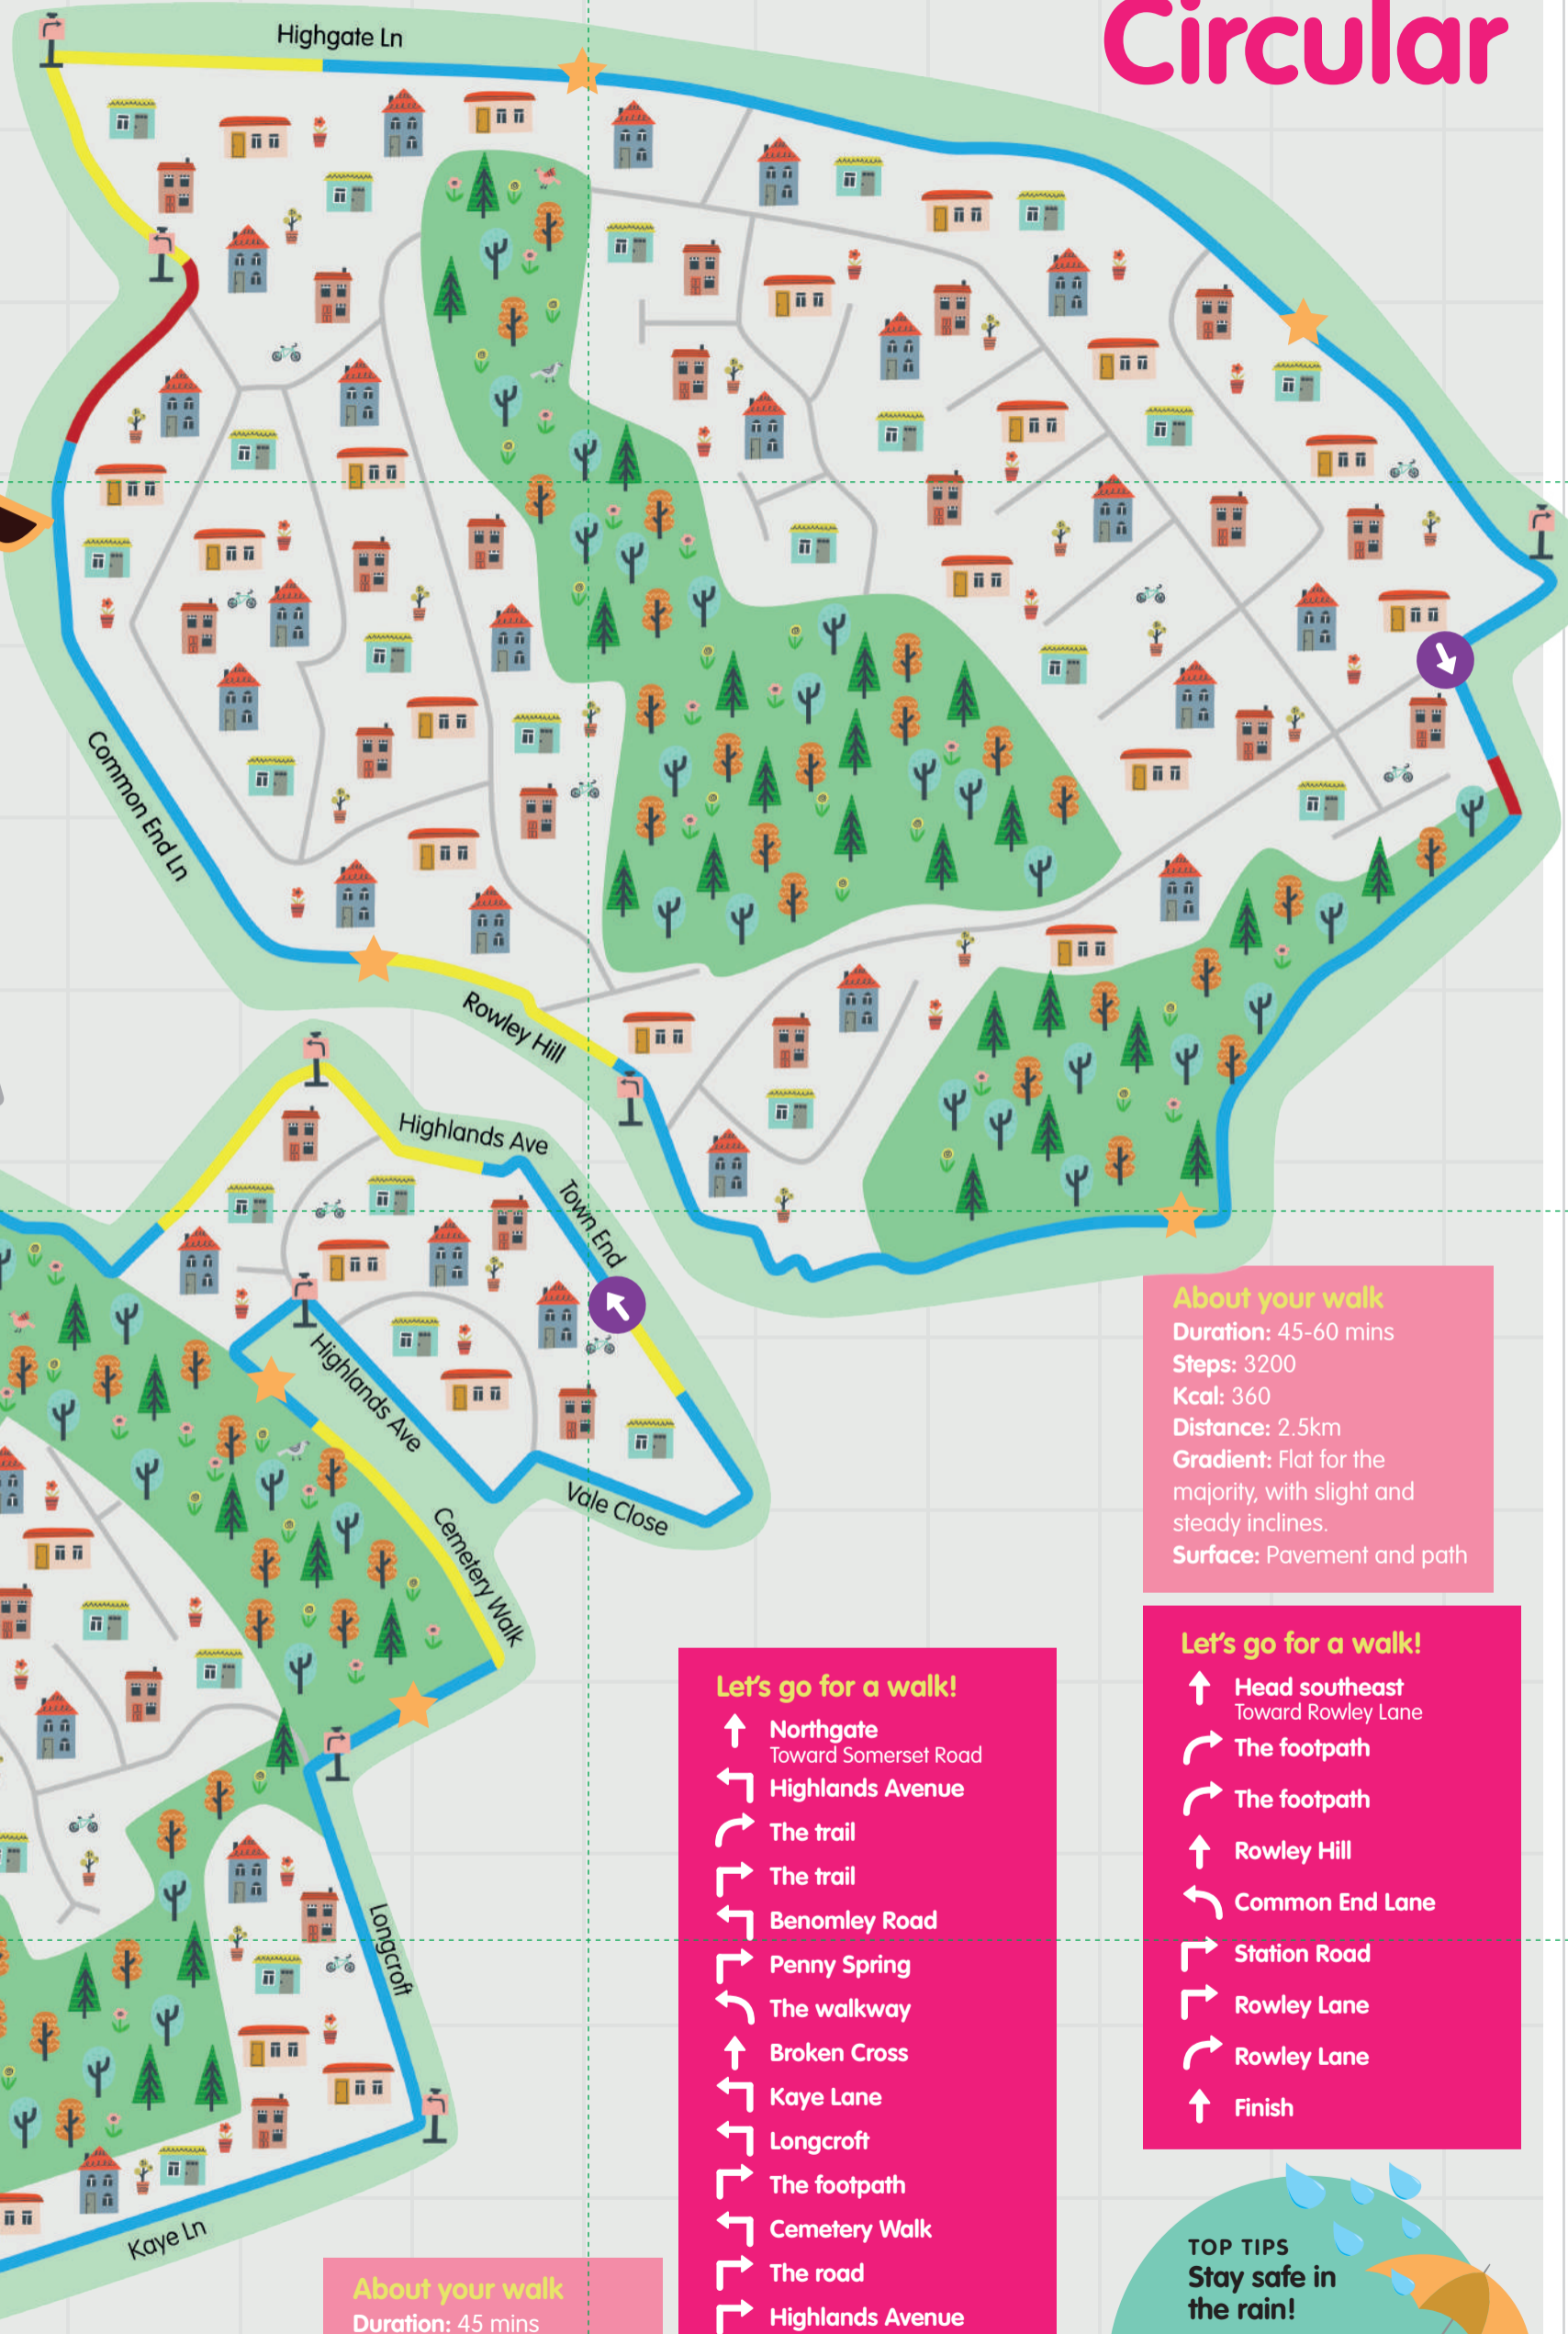 Circular
Highgate Ln
Common End Ln
Rowley Hill
Highlands Ave
Town End
Highlands Ave
Vale Close
Cemetery Walk
Longcroft
Kaye Ln
About your walk
Duration: 45-60 mins
Steps: 3200
Kcal: 360
Distance: 2.5km
Gradient: Flat for the
majority, with slight and
steady inclines.
Surface: Pavement and path
Let's go for a walk!
Northgate
Toward Somerset Road
Highlands Avenue
The trail
The trail
Benomley Road
Penny Spring
The walkway
Broken Cross
Kaye Lane
Longcroft
The footpath
Cemetery Walk
The road
Highlands Avenue
Let's go for a walk!
Head southeast
Toward Rowley Lane
The footpath
The footpath
Rowley Hill
Common End Lane
Station Road
Rowley Lane
Rowley Lane
Finish
About your walk
Duration: 45 mins
TOP TIPS
Stay safe in
the rain!